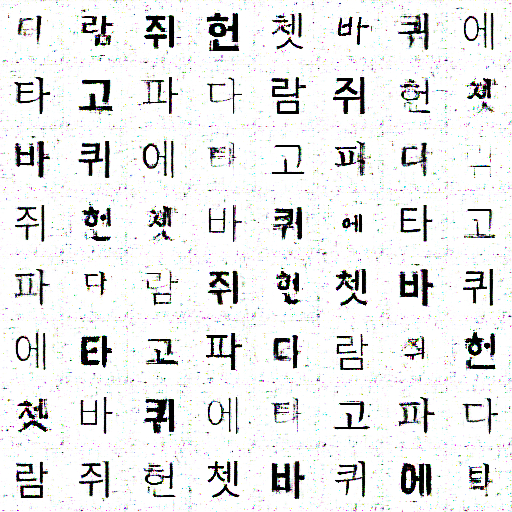 다 람 쥐 헌 쳇 바 퀴 에
타 고 파 다 람 쥐 헌 쳇
바 퀴 에 타 고 파 다
쥐 헌 쳇 바 퀴 에 타 고
파 다 람 쥐 헌 쳇 바 퀴
에 타 고 파 다 람 쥐 헌
쳇 바 퀴 에 타 고 파 다
람 쥐 헌 쳇 바 퀴 에 타